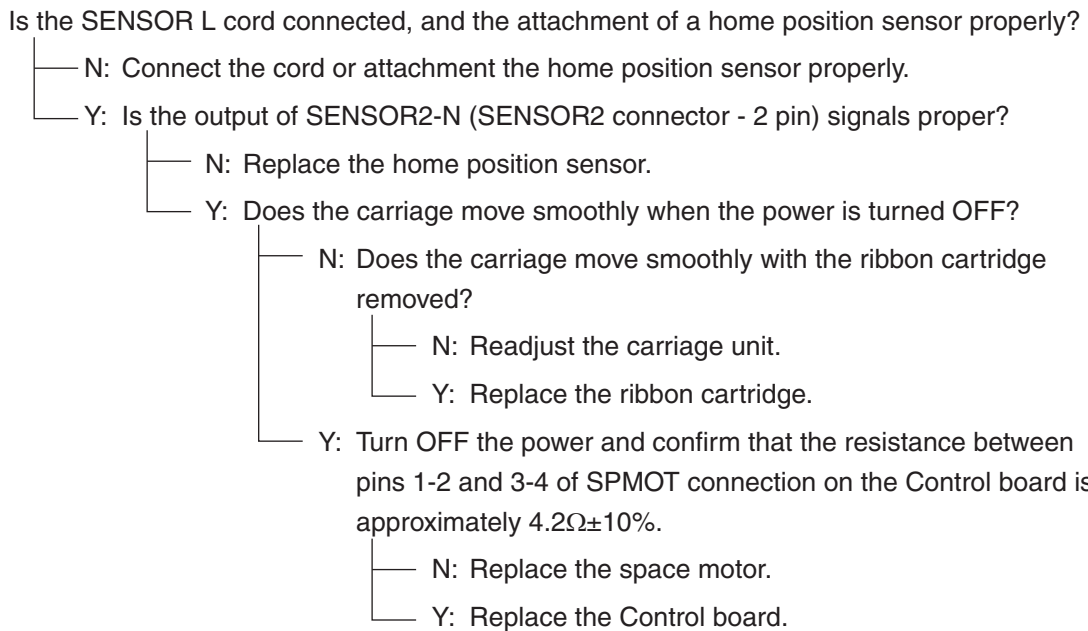 Is the SENSOR L cord connected, and the attachment of a home position sensor properly?
N: Connect the cord or attachment the home position sensor properly.
Y: Is the output of SENSOR2-N (SENSOR2 connector - 2 pin) signals proper?
N: Replace the home position sensor.
Y: Does the carriage move smoothly when the power is turned OFF?
N: Does the carriage move smoothly with the ribbon cartridge
removed?
N: Readjust the carriage unit.
Y: Replace the ribbon cartridge.
Y: Turn OFF the power and confirm that the resistance between
pins 1-2 and 3-4 of SPMOT connection on the Control board is
approximately 4.2Ω±10%.
N: Replace the space motor.
Y: Replace the Control board.